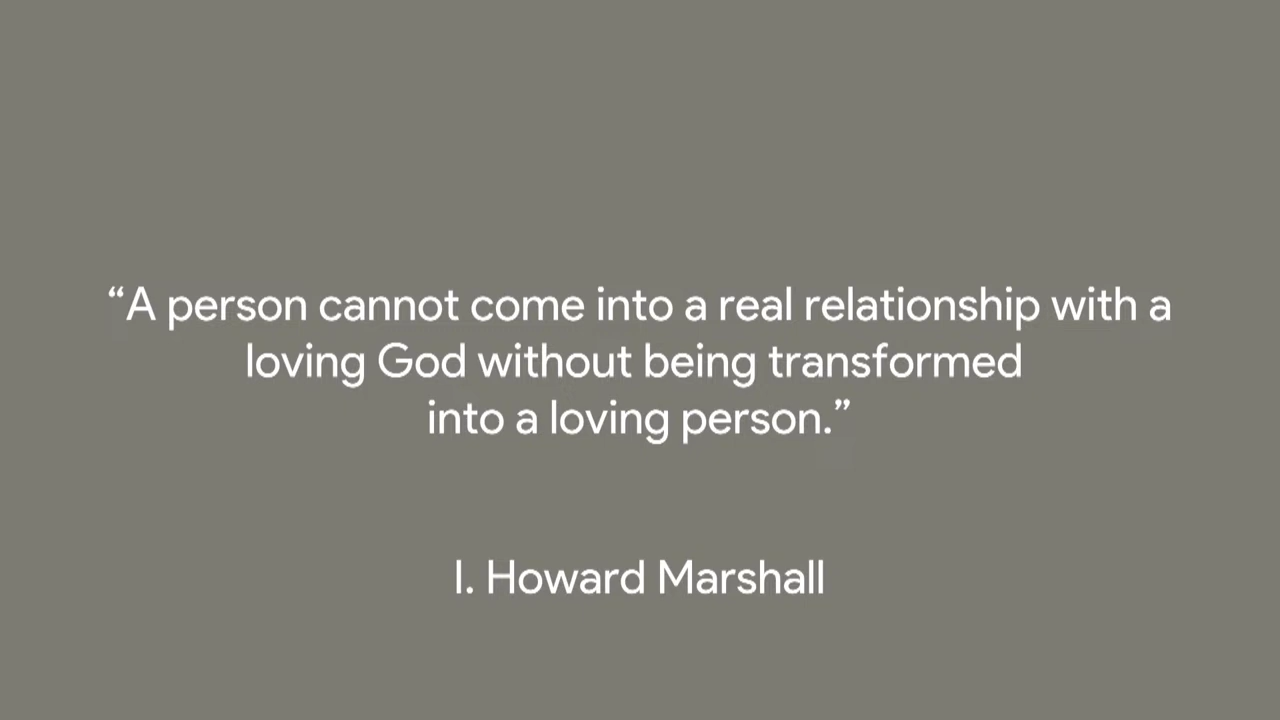 “A person cannot come into a real relationship with a
loving God without being transformed
into a loving person.”
I. Howard Marshall